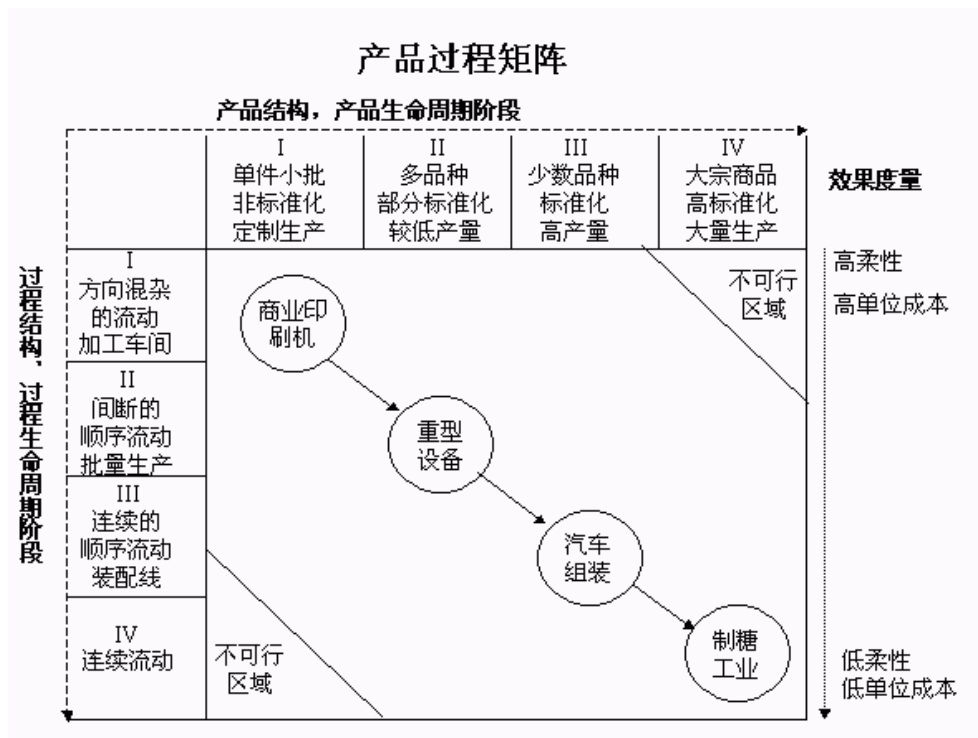 产品过程矩阵
产品结构，产品生命周期阶段
I
单件小批
非标准化
定制生产
II
多品种
部分标准化
较低产量
III
少数品种
标准化
高产量
IV
大宗商品
高标准化
大量生产
效果度量
过程结构、过程生命周期阶段
I
方向混杂
的流动
加工车间
II
间断的
顺序流动
批量生产
III
连续的
顺序流动
装配线
IV
连续流动
商业印
刷机
重型
设备
汽车
组装
制糖
工业
不可行
区域
不可行
区域
高柔性
高单位成本
低柔性
低单位成本